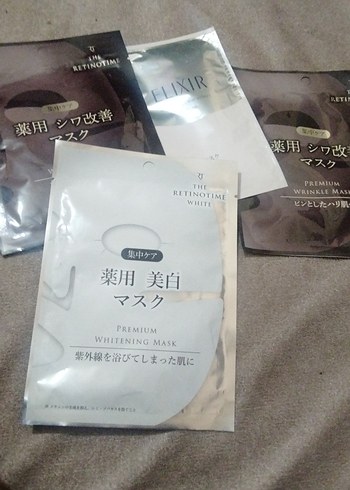 THE
RETINOTIME
集中ケア
薬用 シワ改善
マスク
ELIXIR
集中ケア
薬用 シワ改善
マスク
PREMIUM
WRINKLE MASK
ピンとしたハリ肌
THE
RETINOTIME
WHITE
集中ケア
薬用 美白
マスク
PREMIUM
WHITENING MASK
紫外線を浴びてしまった肌に